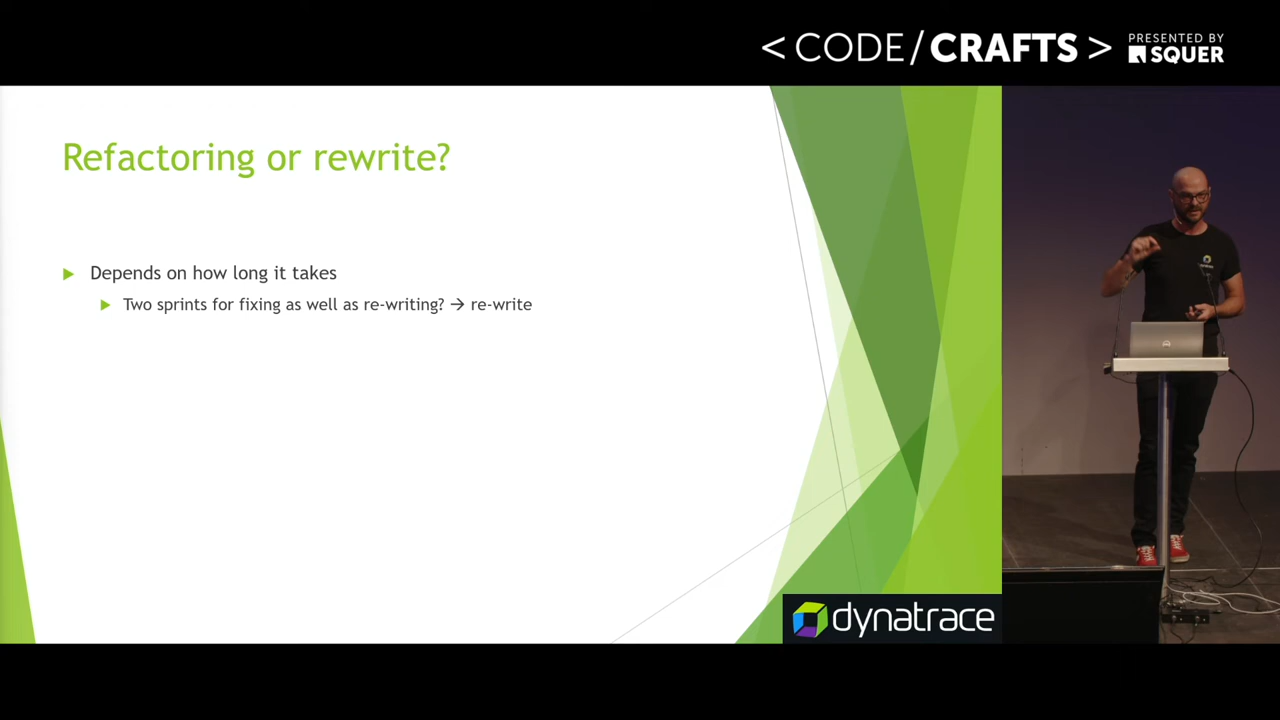 < CODE/CRAFTS >
PRESENTED BY
SQUER
Refactoring or rewrite?
Depends on how long it takes
Two sprints for fixing as well as re-writing? → re-write
dynatrace